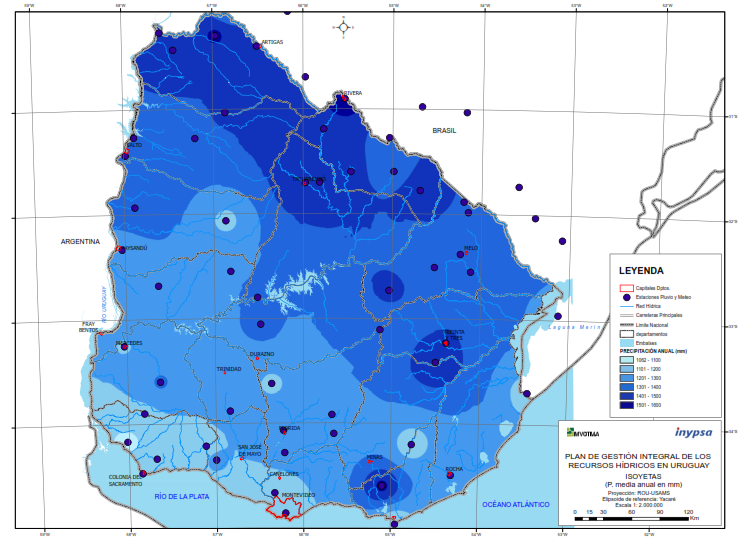 ARTIGAS
RIVERA
BRASIL
SALTO
ARGENTINA
PAYSANDÚ
MELO
RIO URUGUAY
FRAY
BENTOS
MERCEDES
DURAZNO
TRINIDAD
TREINTA
Y TRES
Laguna Merin
FLORIDA
SAN JOSÉ
DE MAYO
MINAS
ROCHA
COLONIA DEL
SACRAMENTO
CANELONES
MONTEVIDEO
RÍO DE LA PLATA
OCÉANO ATLÁNTICO
LEYENDA
Capitales Dptos.
Estaciones Pluvio y Meteo
Red Hídrica
Carreteras Principales
Límite Nacional
departamentos
Embalses
PRECIPITACIÓN ANUAL (mm)
1082 - 1100
1101 - 1200
1201 - 1300
1301 - 1400
1401 - 1500
1501 - 1600
MVOTMA
inypsa
PLAN DE GESTIÓN INTEGRAL DE LOS
RECURSOS HÍDRICOS EN URUGUAY
ISOYETAS
(P. media anual en mm)
Proyección: ROU-USAMS
Elipsoide de referencia: Yacaré
Escala 1: 2.000.000
0 15 30 60 90 120
Km